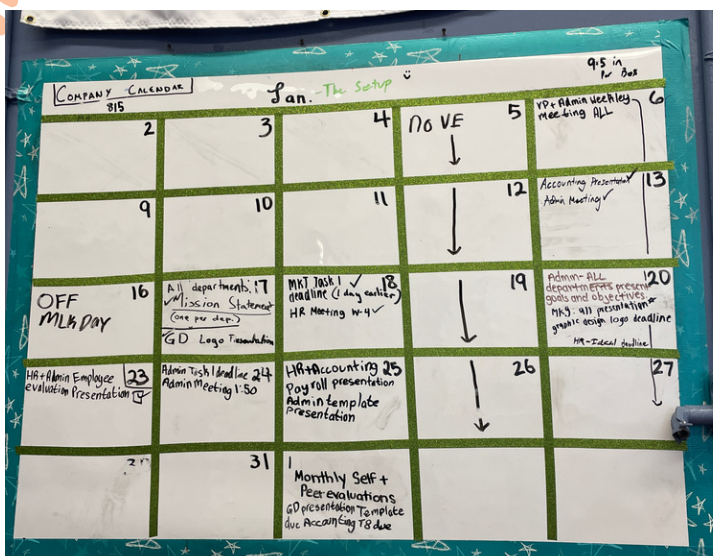 COMPANY CALENDAR
815
Jan. The Setup
9.5 in
Per Box
2
3
4
NO VE 5
VP + Admin Weekley 6
meeting ALL
9
10
11
12
Accounting Presentation 13
Admin Meeting
16
OFF
MLK DAY
All departments: 17
Mission Statement
(one per dep.)
GD Logo Presentation
MKT Task 1 18
deadline (1 day earlier)
HR Meeting W-4
19
Admin-ALL 20
departments present
goals and objectives
MKG. all presentation
graphic design logo deadline
HR- deadline
HR + Admin Employee 23
evaluation Presentation
Admin Task 1 deadline 24
Admin Meeting 1:50
HR+Accounting 25
Payroll presentation
Admin template
presentation
26
27
31
1
Monthly Self +
Peer evaluations
GD presentation Template
due Accounting T8 due